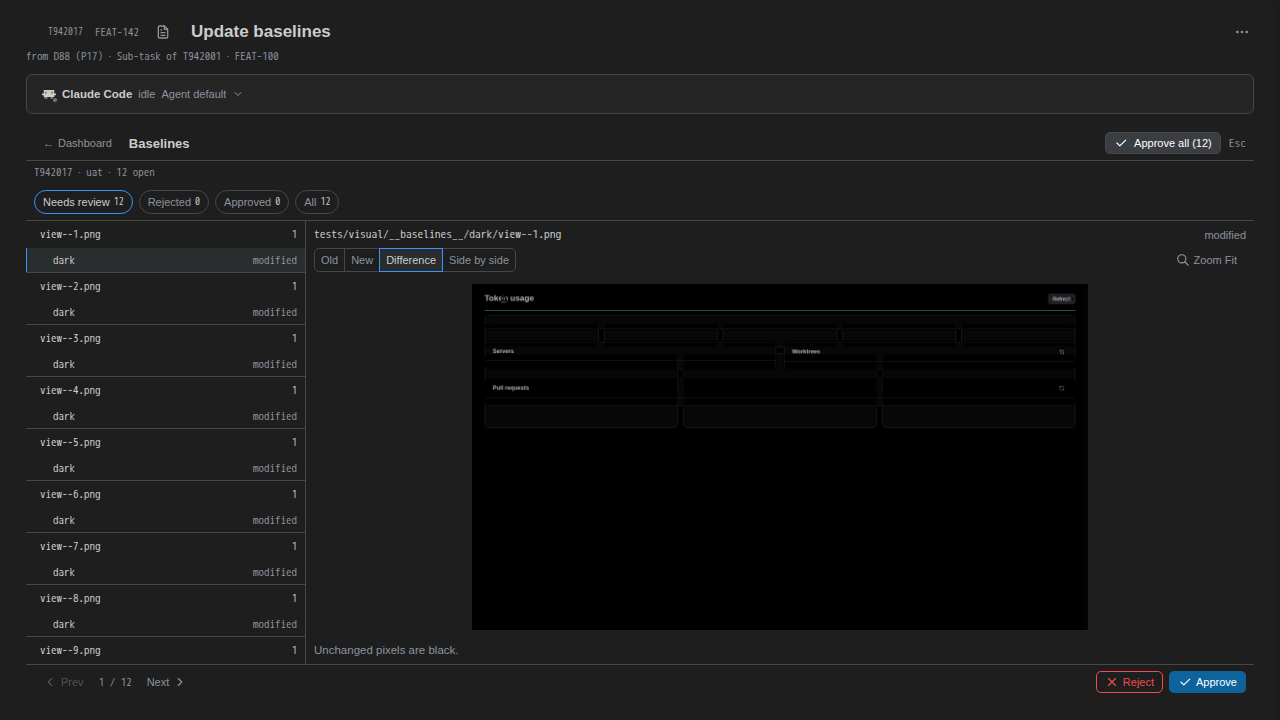 T942017 FEAT-142 Update baselines
from D88 (P17) · Sub-task of T942001 · FEAT-100
Claude Code idle Agent default
← Dashboard Baselines Approve all (12) Esc
T942017 · uat · 12 open
Needs review 12 Rejected 0 Approved 0 All 12
view--1.png 1
dark modified
view--2.png 1
dark modified
view--3.png 1
dark modified
view--4.png 1
dark modified
view--5.png 1
dark modified
view--6.png 1
dark modified
view--7.png 1
dark modified
view--8.png 1
dark modified
view--9.png 1
tests/visual/__baselines__/dark/view--1.png modified
Old New Difference Side by side Zoom Fit
usage
Servers Worktrees
Pull requests
Unchanged pixels are black.
Prev 1 / 12 Next Reject Approve